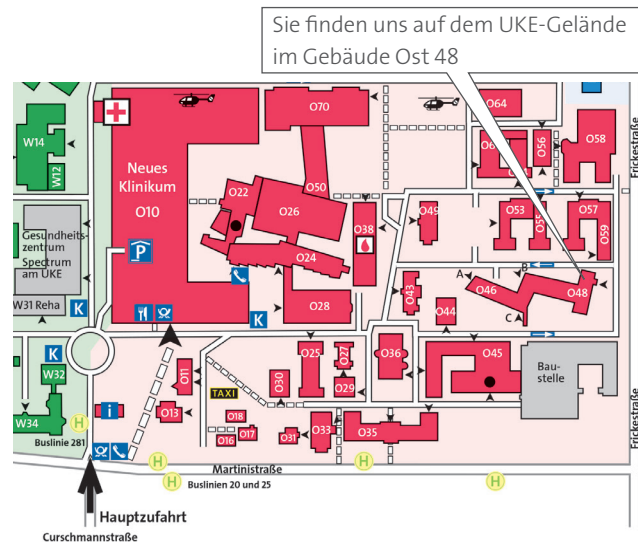 Sie finden uns auf dem UKE-Gelände
im Gebäude Ost 48
O70
O64
W14
O56
O58
W12
Neues
Klinikum
O10
O50
O22
O26
O38
O49
O53
O55
O57
O59
Frickestraße
Gesundheits-
zentrum
Spectrum
am UKE
P
O24
A
B
O46
O48
W31 Reha
K
O28
O43
O44
C
K
K
O25
O27
O36
O45
Bau-
stelle
W32
O11
TAXI
O30
O29
i
O13
O18
W34
H
O16
O17
O31
O33
O35
Frickestraße
Buslinie 281
H
Martinistraße
H
H
Buslinien 20 und 25
H
Hauptzufahrt
Curschmannstraße